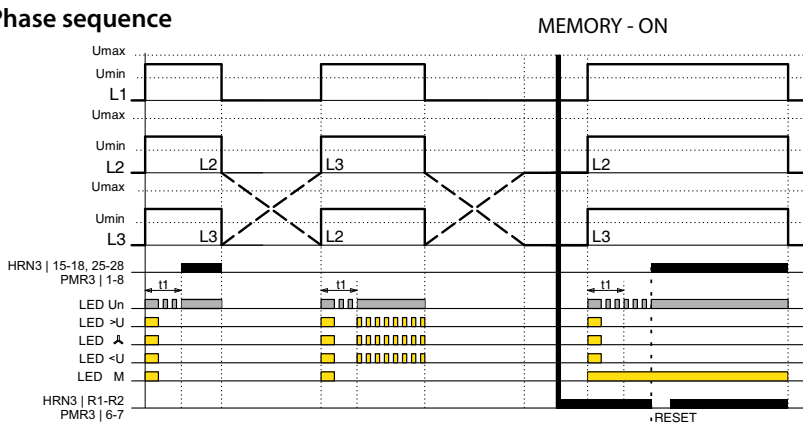 Phase sequence
MEMORY - ON
Umax
Umin
L1
Umax
Umin
L2 L2 L3 L2
Umax
Umin
L3 L3 L2 L3
HRN3 | 15-18, 25-28
PMR3 | 1-8
t1 t1 t1
LED Un
LED >U
LED
LED <U
LED M
HRN3 | R1-R2
PMR3 | 6-7
RESET